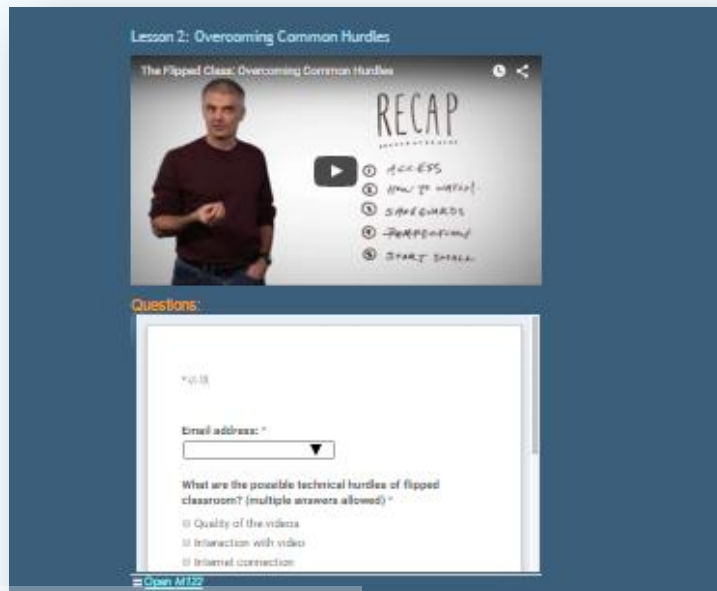 Lesson 2: Overcoming Common Hurdles
The Flipped Class: Overcoming Common Hurdles
RECAP
① ACCESS
② HOW TO WATCH
③ SAFEGUARDS
④ PERFECTION
⑤ START SMALL
Questions:
Email address: *
What are the possible technical hurdles of flipped
classroom? (multiple answers allowed) *
Quality of the videos
Interaction with video
Internet connection
Open M122